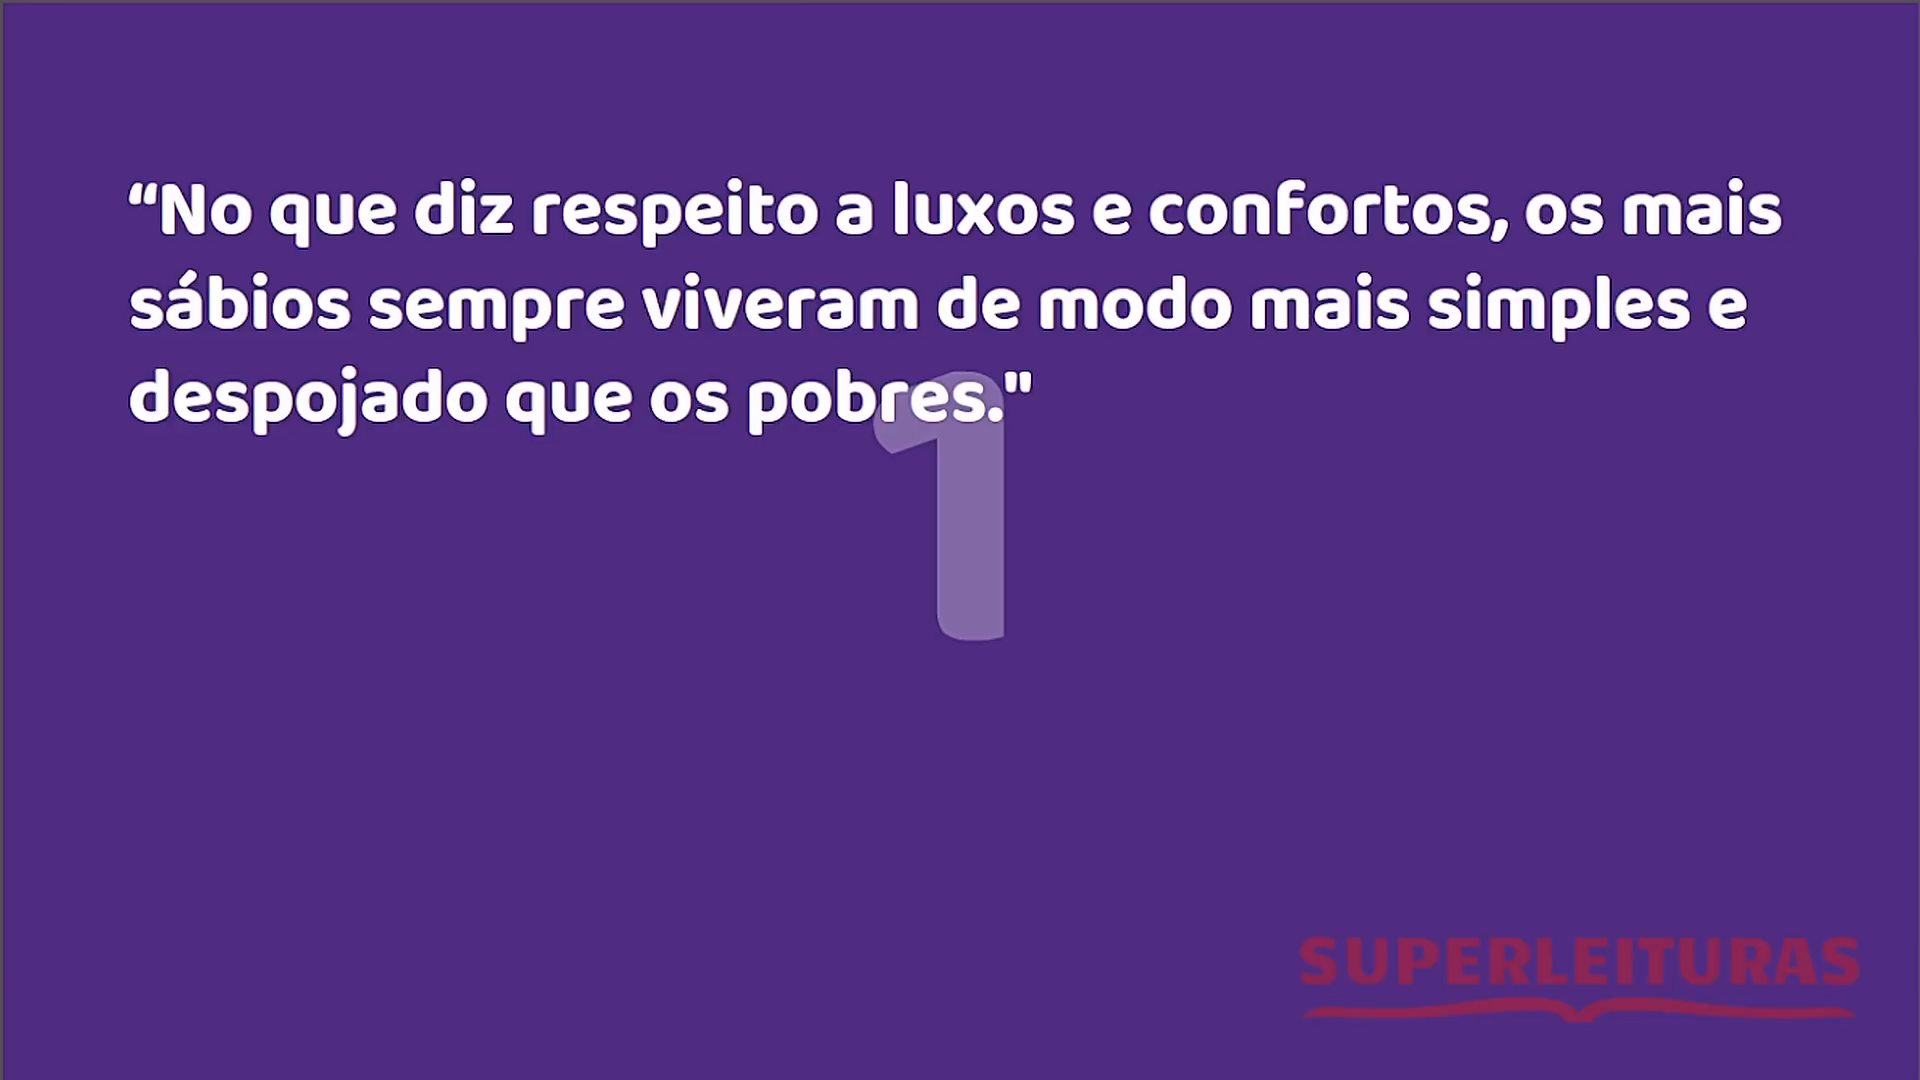 “No que diz respeito a luxos e confortos, os mais
sábios sempre viveram de modo mais simples e
despojado que os pobres."
1
SUPERLEITURAS